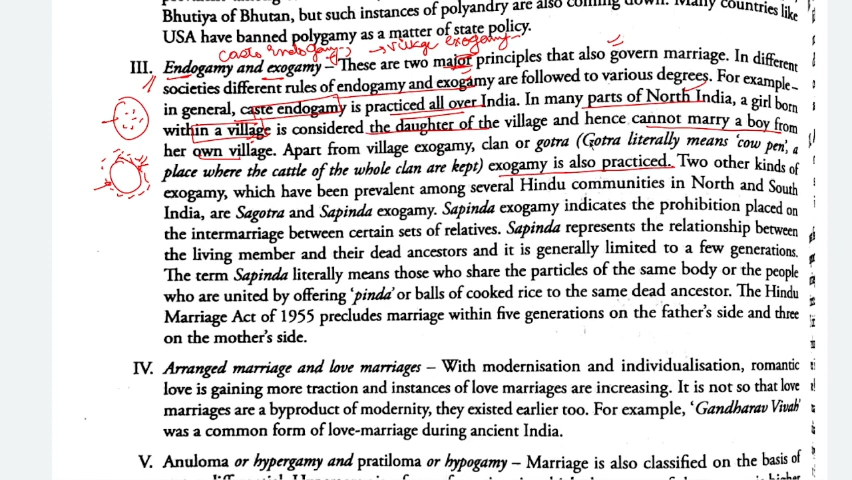 Bhutiya of Bhutan, but such instances of polyandry are also coming down. Many countries like
USA have banned polygamy as a matter of state policy.
caste endogamy → village exogamy
III. Endogamy and exogamy – These are two major principles that also govern marriage. In different
societies different rules of endogamy and exogamy are followed to various degrees. For example–
in general, caste endogamy is practiced all over India. In many parts of North India, a girl born
within a village is considered the daughter of the village and hence cannot marry a boy from
her own village. Apart from village exogamy, clan or gotra (Gotra literally means ‘cow pen’, a
place where the cattle of the whole clan are kept) exogamy is also practiced. Two other kinds of
exogamy, which have been prevalent among several Hindu communities in North and South
India, are Sagotra and Sapinda exogamy. Sapinda exogamy indicates the prohibition placed on
the intermarriage between certain sets of relatives. Sapinda represents the relationship between
the living member and their dead ancestors and it is generally limited to a few generations.
The term Sapinda literally means those who share the particles of the same body or the people
who are united by offering ‘pinda’ or balls of cooked rice to the same dead ancestor. The Hindu
Marriage Act of 1955 precludes marriage within five generations on the father's side and three
on the mother's side.
IV. Arranged marriage and love marriages – With modernisation and individualisation, romantic
love is gaining more traction and instances of love marriages are increasing. It is not so that love
marriages are a byproduct of modernity, they existed earlier too. For example, ‘Gandharav Vivah’
was a common form of love-marriage during ancient India.
V. Anuloma or hypergamy and pratiloma or hypogamy – Marriage is also classified on the basis of